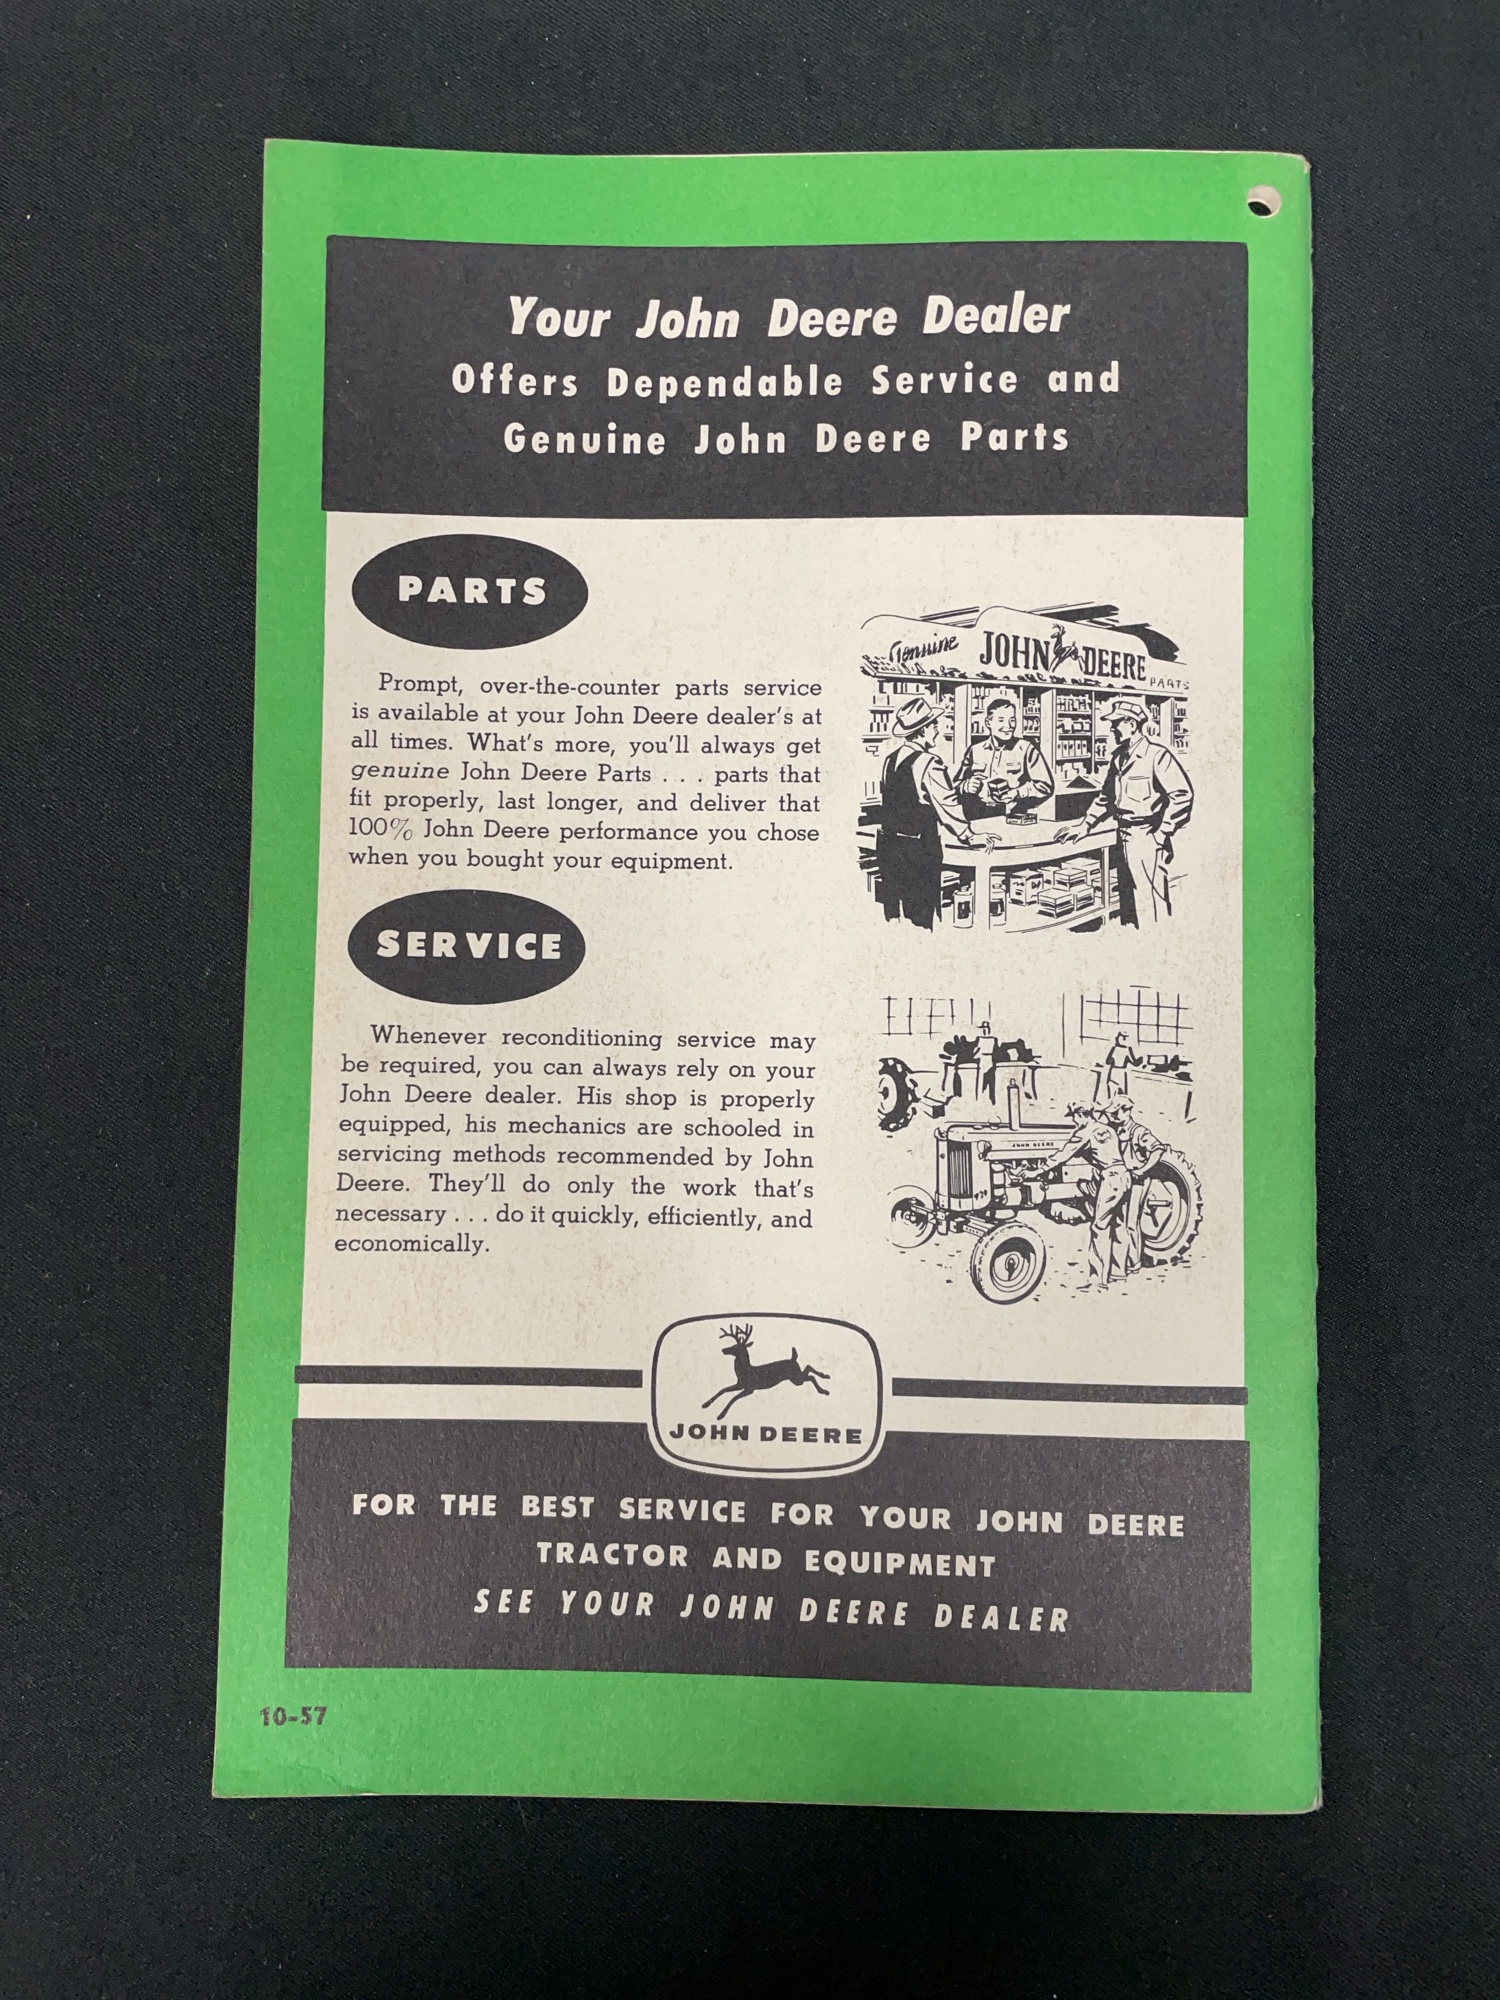 Your John Deere Dealer
Offers Dependable Service and
Genuine John Deere Parts
PARTS
Prompt, over-the-counter parts service
is available at your John Deere dealer's at
all times. What's more, you'll always get
genuine John Deere Parts . . . parts that
fit properly, last longer, and deliver that
100% John Deere performance you chose
when you bought your equipment.
Genuine JOHN DEERE PARTS
SERVICE
Whenever reconditioning service may
be required, you can always rely on your
John Deere dealer. His shop is properly
equipped, his mechanics are schooled in
servicing methods recommended by John
Deere. They'll do only the work that's
necessary . . . do it quickly, efficiently, and
economically.
JOHN DEERE
JOHN DEERE
FOR THE BEST SERVICE FOR YOUR JOHN DEERE
TRACTOR AND EQUIPMENT
SEE YOUR JOHN DEERE DEALER
10-57